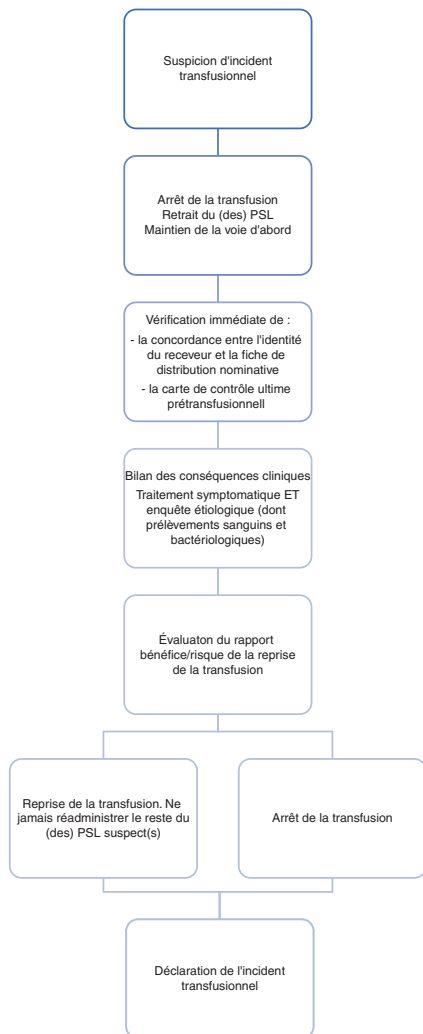 Suspicion d'incident
transfusionnel
Arrêt de la transfusion
Retrait du (des) PSL
Maintien de la voie d'abord
Vérification immédiate de :
- la concordance entre l'identité
du receveur et la fiche de
distribution nominative
- la carte de contrôle ultime
prétransfusionnell
Bilan des conséquences cliniques
Traitement symptomatique ET
enquête étiologique (dont
prélèvements sanguins et
bactériologiques)
Évaluaton du rapport
bénéfice/risque de la reprise
de la transfusion
Reprise de la transfusion. Ne
jamais réadministrer le reste du
(des) PSL suspect(s)
Arrêt de la transfusion
Déclaration de l'incident
transfusionnel